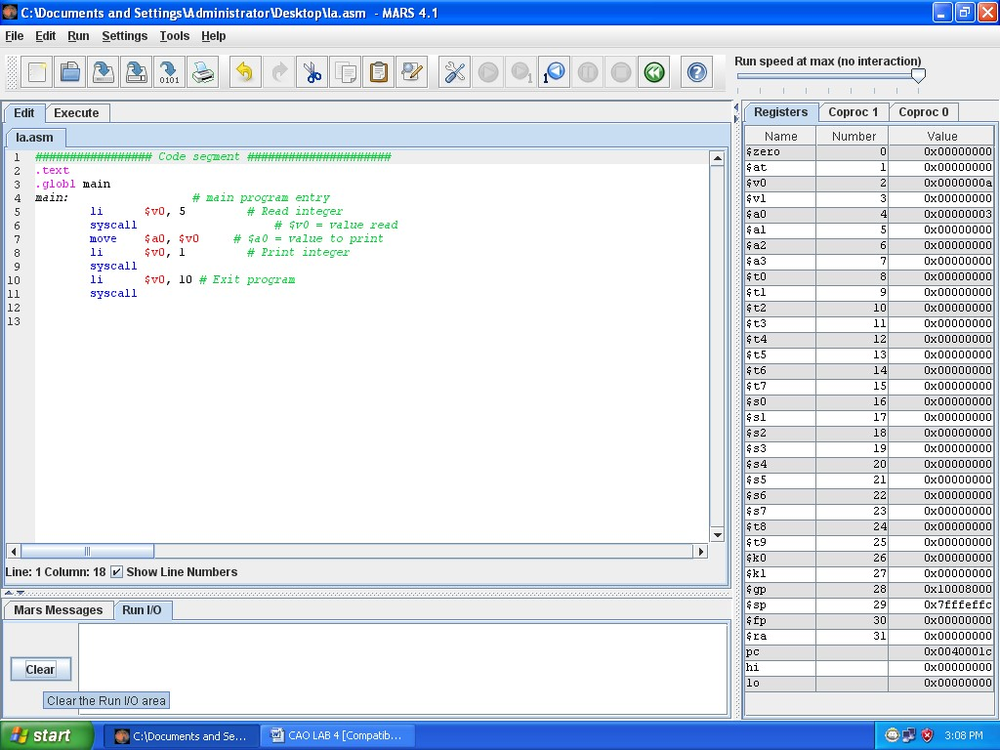 C:\Documents and Settings\Administrator\Desktop\la.asm - MARS 4.1
File Edit Run Settings Tools Help
Run speed at max (no interaction)
Edit Execute
la.asm
1 ################# Code segment #####################
2 .text
3 .globl main
4 main: # main program entry
5 li $v0, 5 # Read integer
6 syscall # $v0 = value read
7 move $a0, $v0 # $a0 = value to print
8 li $v0, 1 # Print integer
9 syscall
10 li $v0, 10 # Exit program
11 syscall
12
13
Line: 1 Column: 18 Show Line Numbers
Mars Messages Run I/O
Clear
Clear the Run I/O area
Registers Coproc 1 Coproc 0
Name Number Value
$zero 0 0x00000000
$at 1 0x00000000
$v0 2 0x0000000a
$v1 3 0x00000000
$a0 4 0x00000003
$a1 5 0x00000000
$a2 6 0x00000000
$a3 7 0x00000000
$t0 8 0x00000000
$t1 9 0x00000000
$t2 10 0x00000000
$t3 11 0x00000000
$t4 12 0x00000000
$t5 13 0x00000000
$t6 14 0x00000000
$t7 15 0x00000000
$s0 16 0x00000000
$s1 17 0x00000000
$s2 18 0x00000000
$s3 19 0x00000000
$s4 20 0x00000000
$s5 21 0x00000000
$s6 22 0x00000000
$s7 23 0x00000000
$t8 24 0x00000000
$t9 25 0x00000000
$k0 26 0x00000000
$k1 27 0x00000000
$gp 28 0x10008000
$sp 29 0x7fffeffc
$fp 30 0x00000000
$ra 31 0x00000000
pc 0x0040001c
hi 0x00000000
lo 0x00000000
start C:\Documents and Se... CAO LAB 4 [Compatib... 3:08 PM